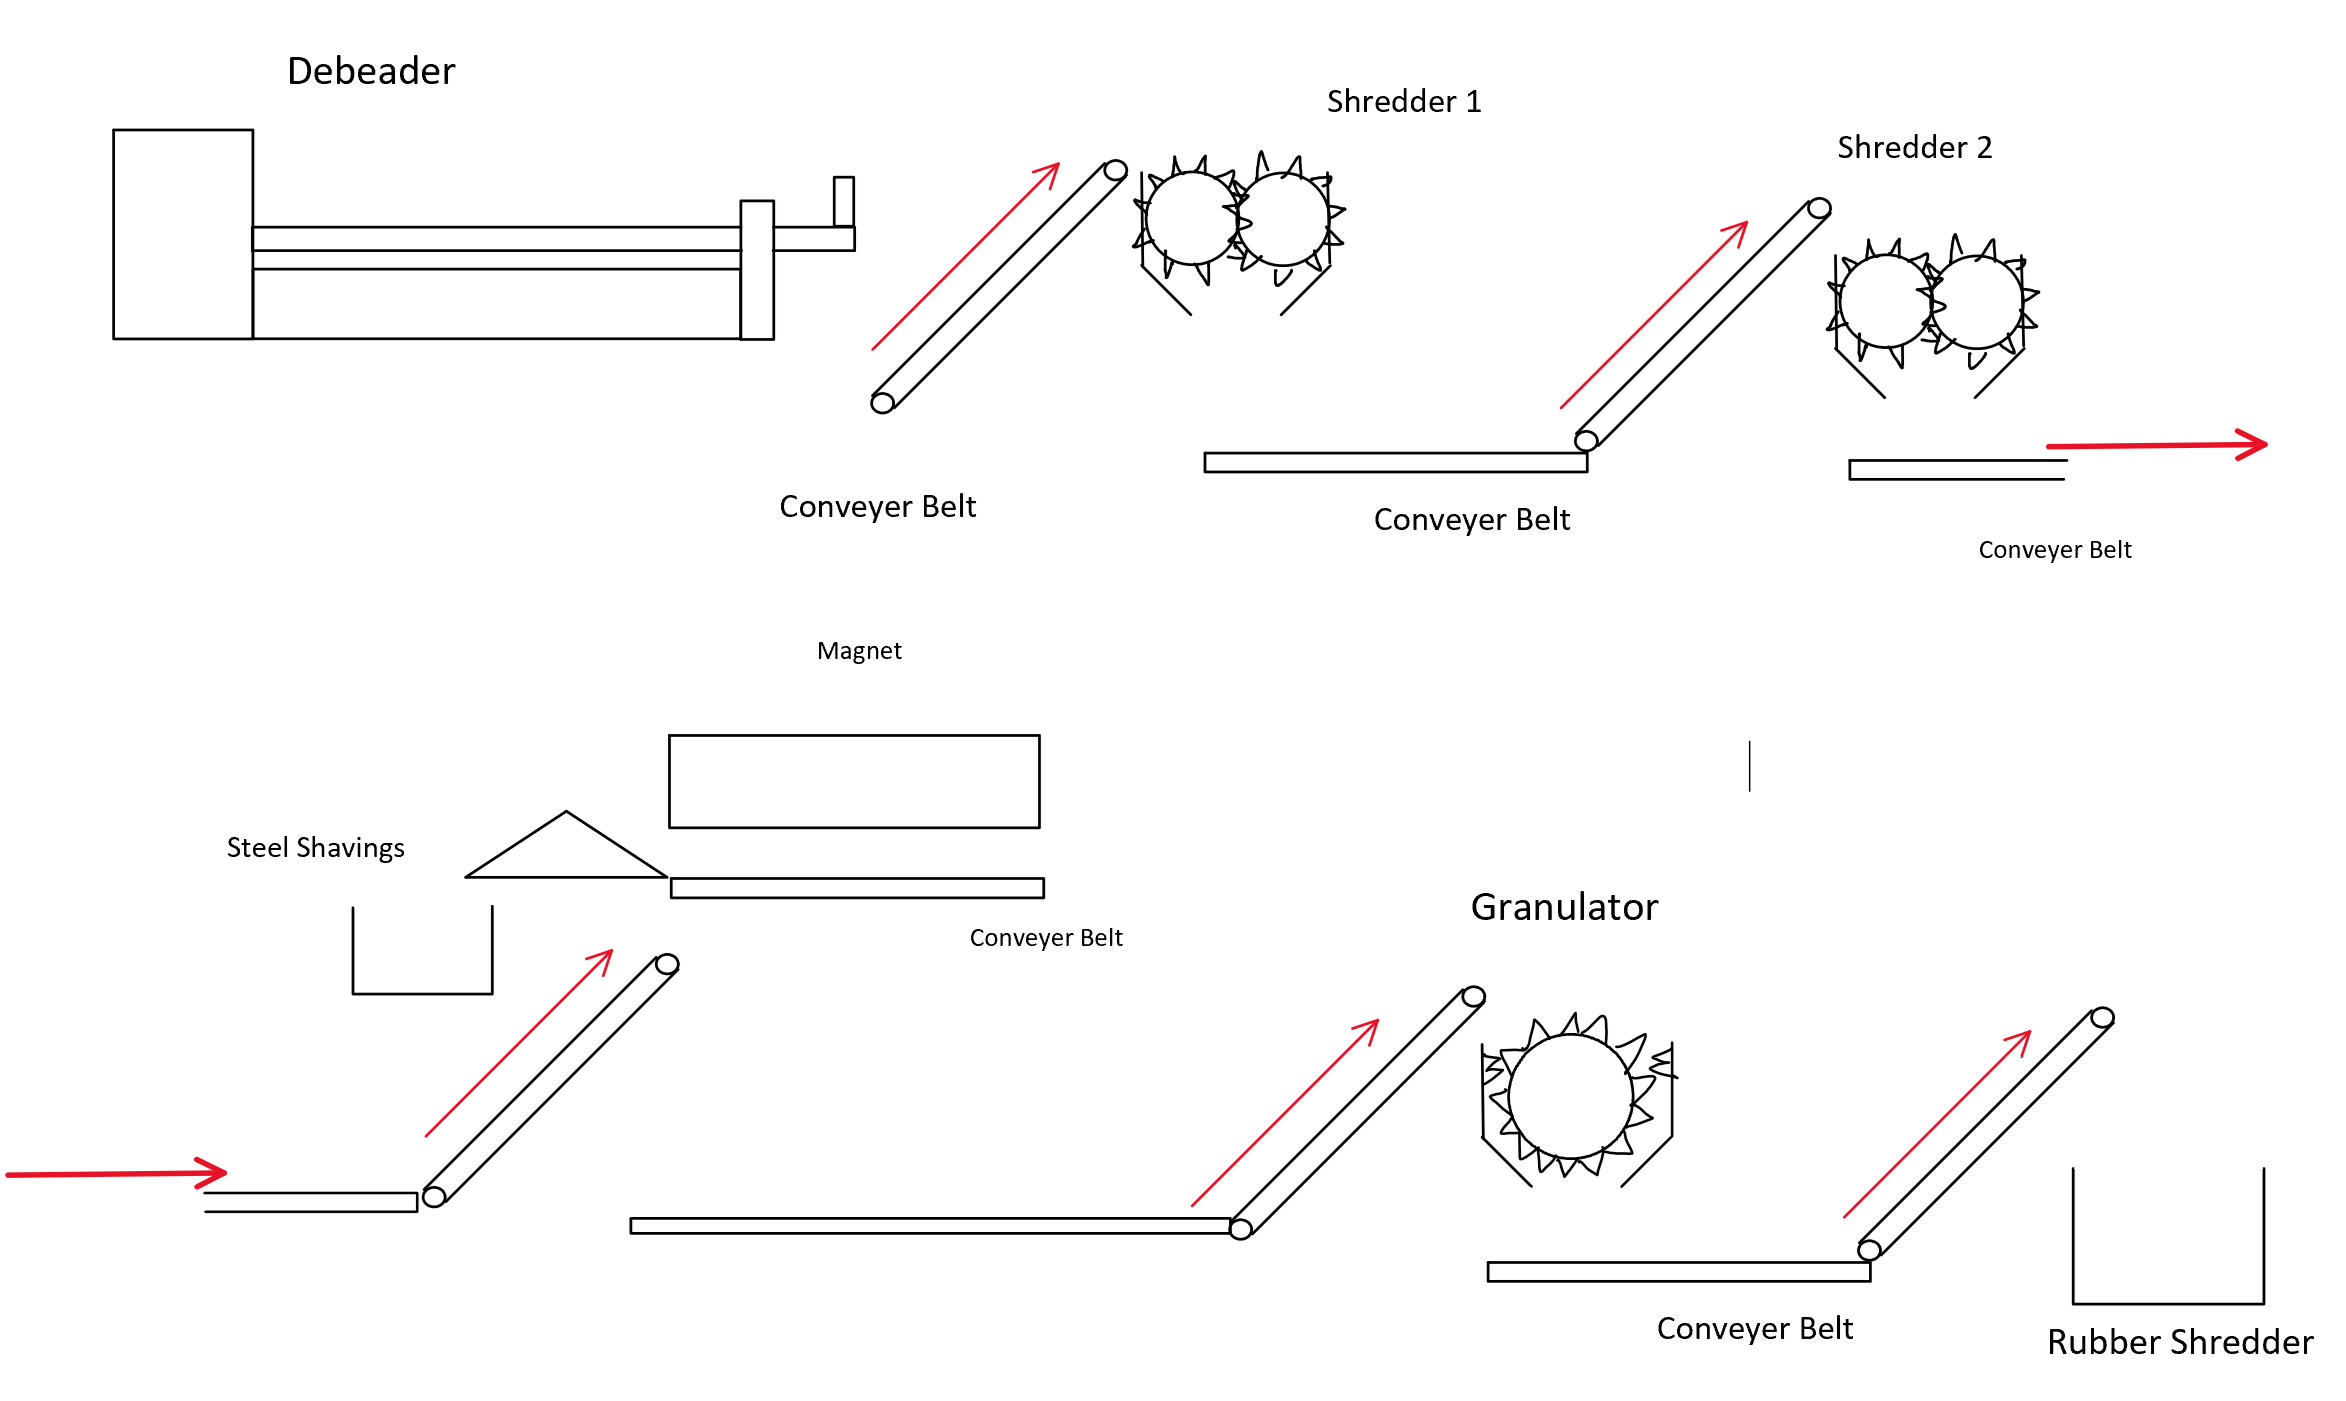 Debeader
Shredder 1
Shredder 2
Conveyer Belt
Conveyer Belt
Conveyer Belt
Magnet
Steel Shavings
Conveyer Belt
Granulator
Conveyer Belt
Rubber Shredder